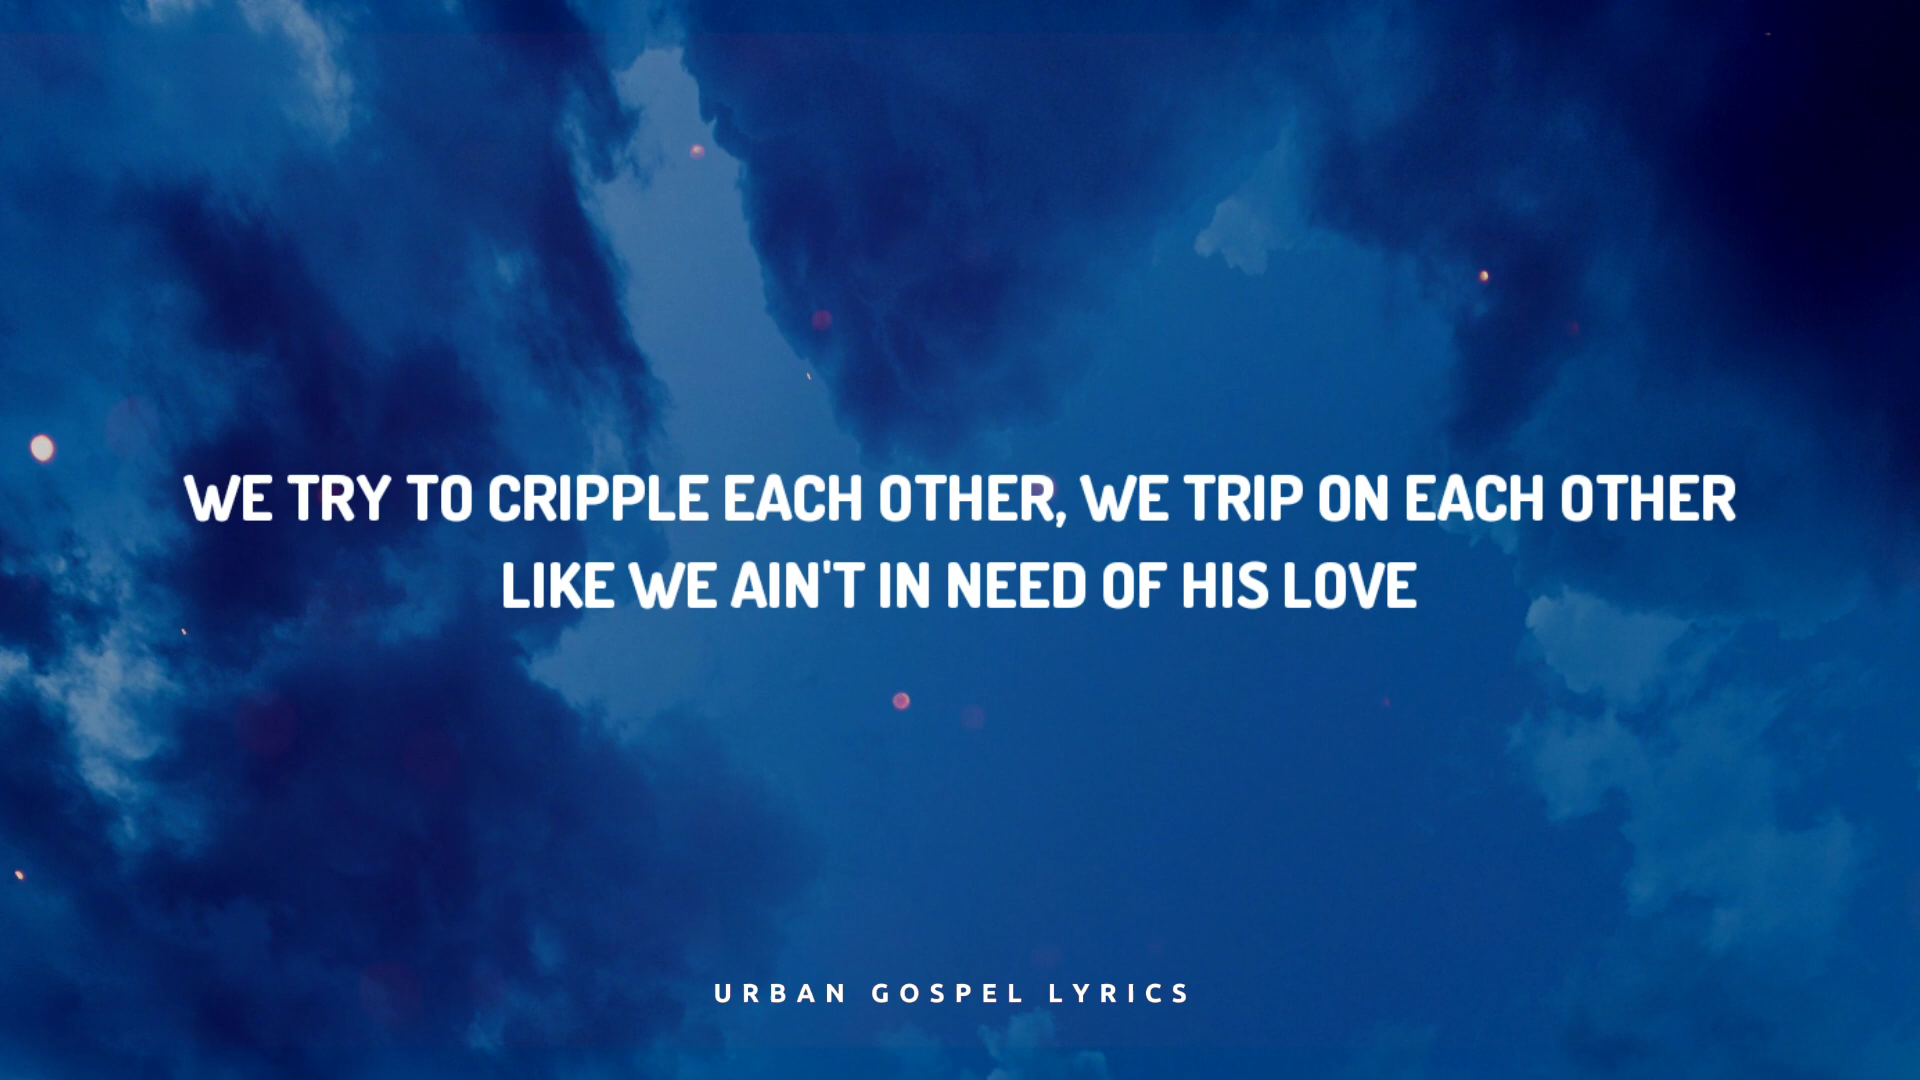 WE TRY TO CRIPPLE EACH OTHER, WE TRIP ON EACH OTHER
LIKE WE AIN'T IN NEED OF HIS LOVE
URBAN GOSPEL LYRICS